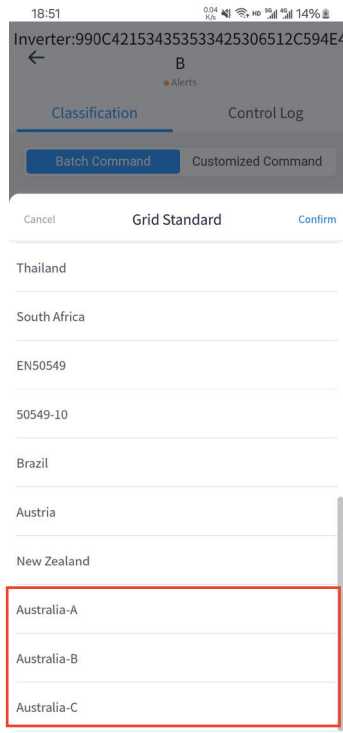 18:51
0.04 K/s HD 5G 4G 14%
Inverter:990C4215343533425306512C594E4
B
Alerts
Classification Control Log
Batch Command Customized Command
Cancel Grid Standard Confirm
Thailand
South Africa
EN50549
50549-10
Brazil
Austria
New Zealand
Australia-A
Australia-B
Australia-C